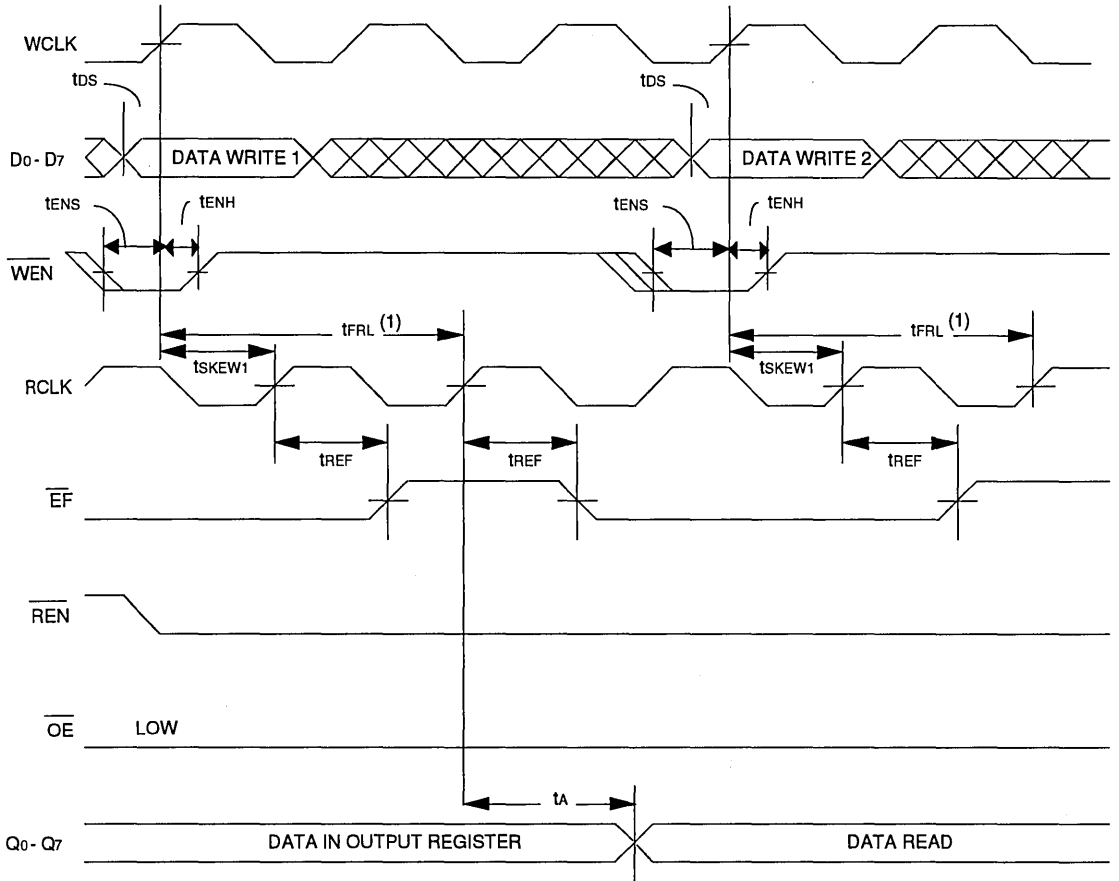 WCLK
tDS
tDS
D0 - D7
DATA WRITE 1
DATA WRITE 2
tENS
tENH
tENS
tENH
WEN
tFRL (1)
tFRL (1)
tSKEW1
tSKEW1
RCLK
tREF
tREF
tREF
EF
REN
OE
LOW
tA
Q0 - Q7
DATA IN OUTPUT REGISTER
DATA READ